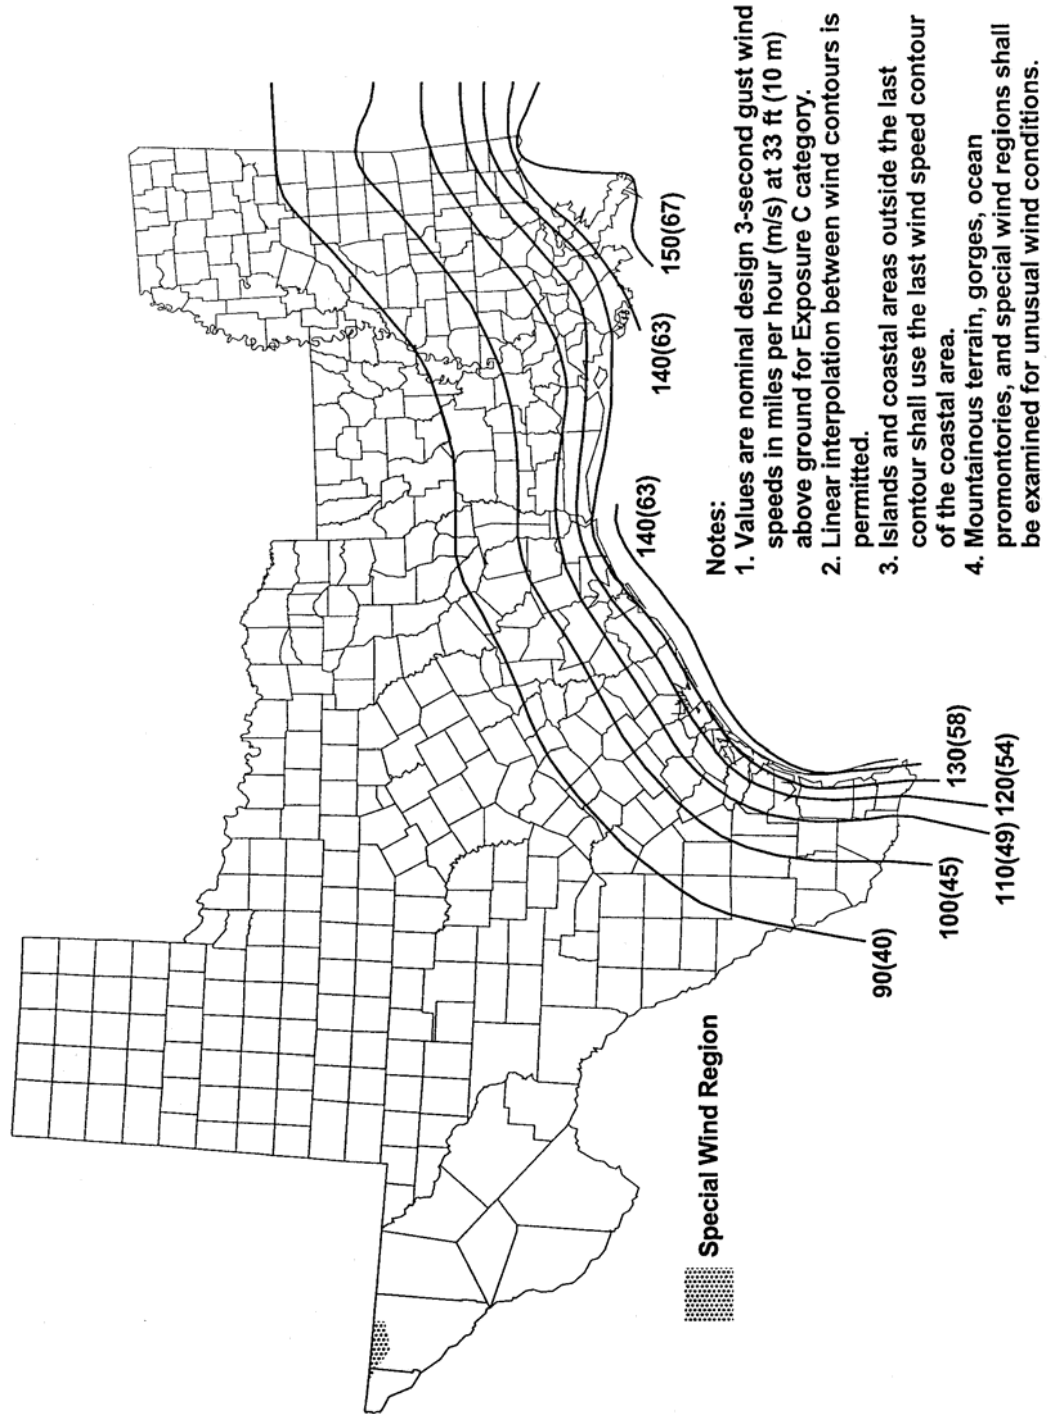 90(40)
100(45)
110(49)
120(54)
130(58)
140(63)
140(63)
150(67)
Special Wind Region
Notes:
1. Values are nominal design 3-second gust wind
speeds in miles per hour (m/s) at 33 ft (10 m)
above ground for Exposure C category.
2. Linear interpolation between wind contours is
permitted.
3. Islands and coastal areas outside the last
contour shall use the last wind speed contour
of the coastal area.
4. Mountainous terrain, gorges, ocean
promontories, and special wind regions shall
be examined for unusual wind conditions.